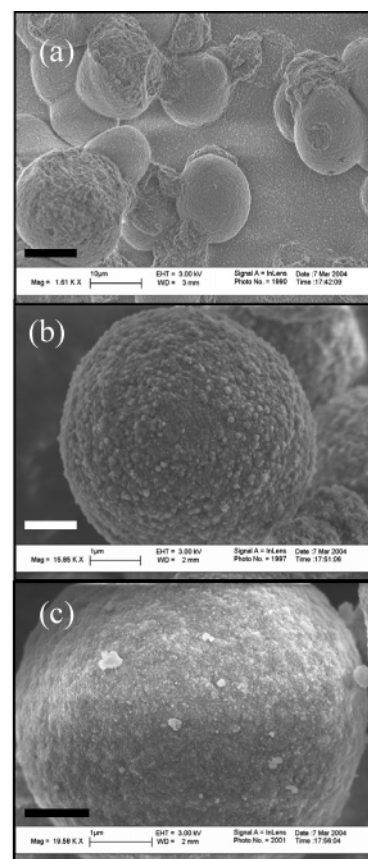 (a)
10µm EHT = 3.00 kV Signal A = InLens Date :7 Mar 2004
Mag = 1.61 K X WD = 3 mm Photo No. = 1990 Time :17:42:09
(b)
1µm EHT = 3.00 kV Signal A = InLens Date :7 Mar 2004
Mag = 15.85 K X WD = 2 mm Photo No. = 1997 Time :17:51:06
(c)
1µm EHT = 3.00 kV Signal A = InLens Date :7 Mar 2004
Mag = 19.56 K X WD = 2 mm Photo No. = 2001 Time :17:56:04